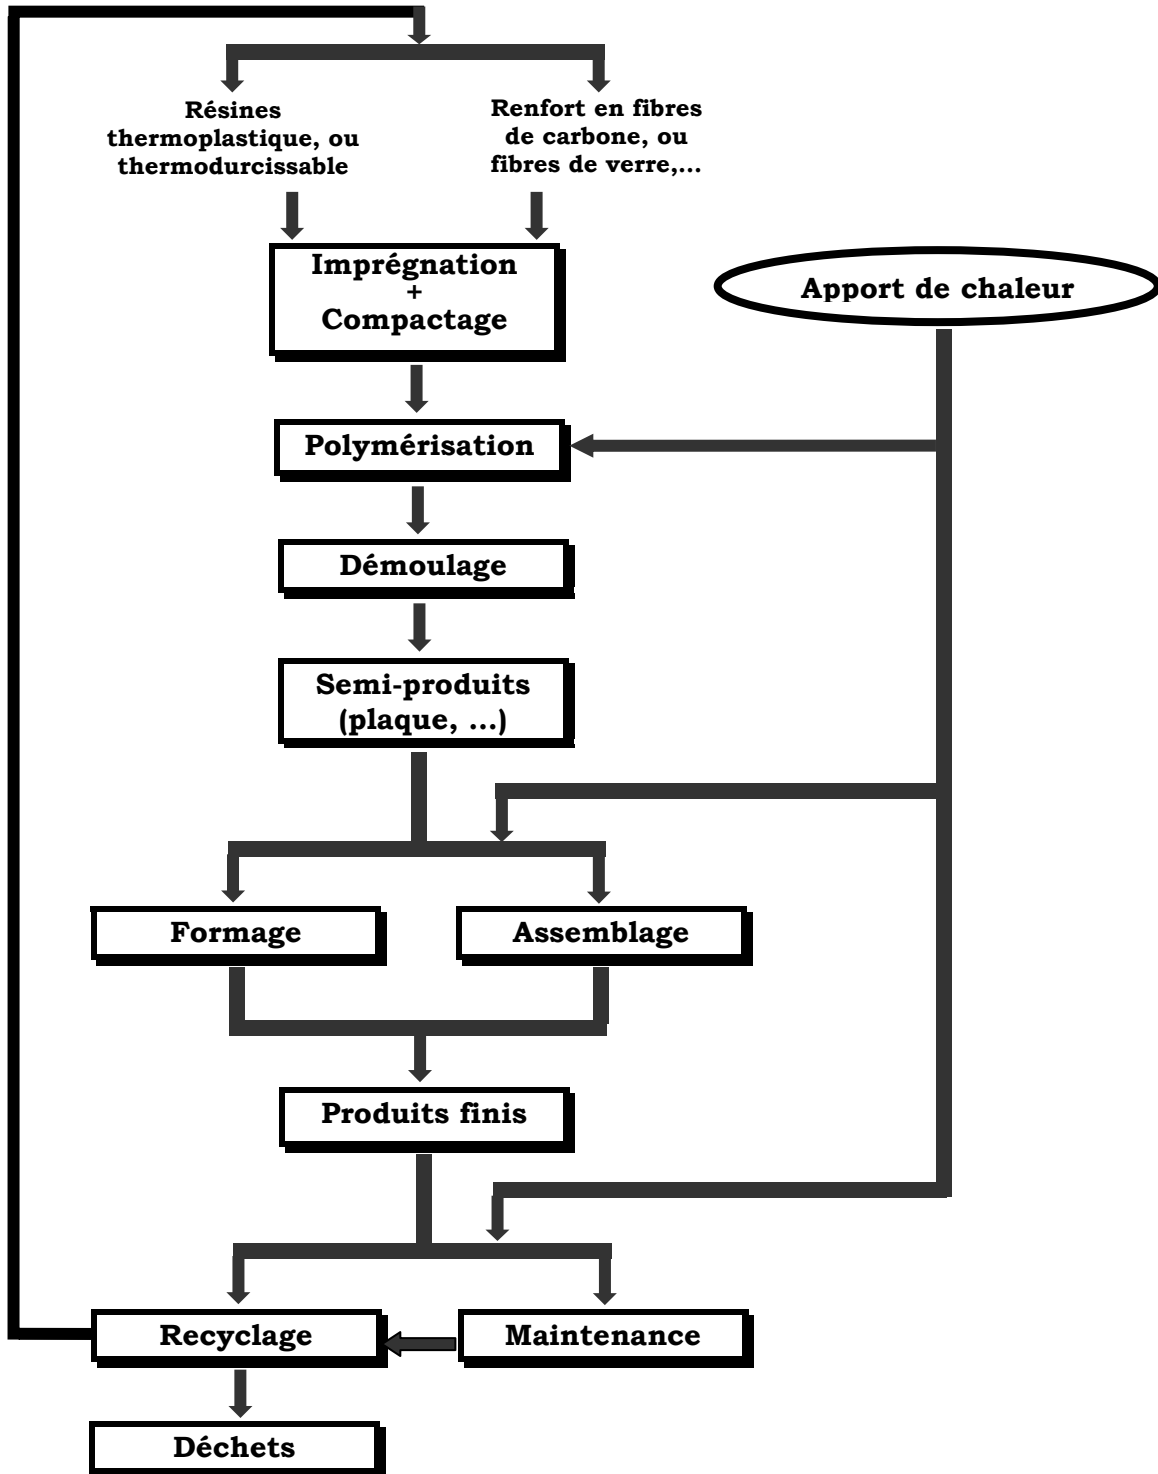 Résines
thermoplastique, ou
thermodurcissable
Renfort en fibres
de carbone, ou
fibres de verre,...
Imprégnation
+
Compactage
Apport de chaleur
Polymérisation
Démoulage
Semi-produits
(plaque, ...)
Formage
Assemblage
Produits finis
Recyclage
Maintenance
Déchets